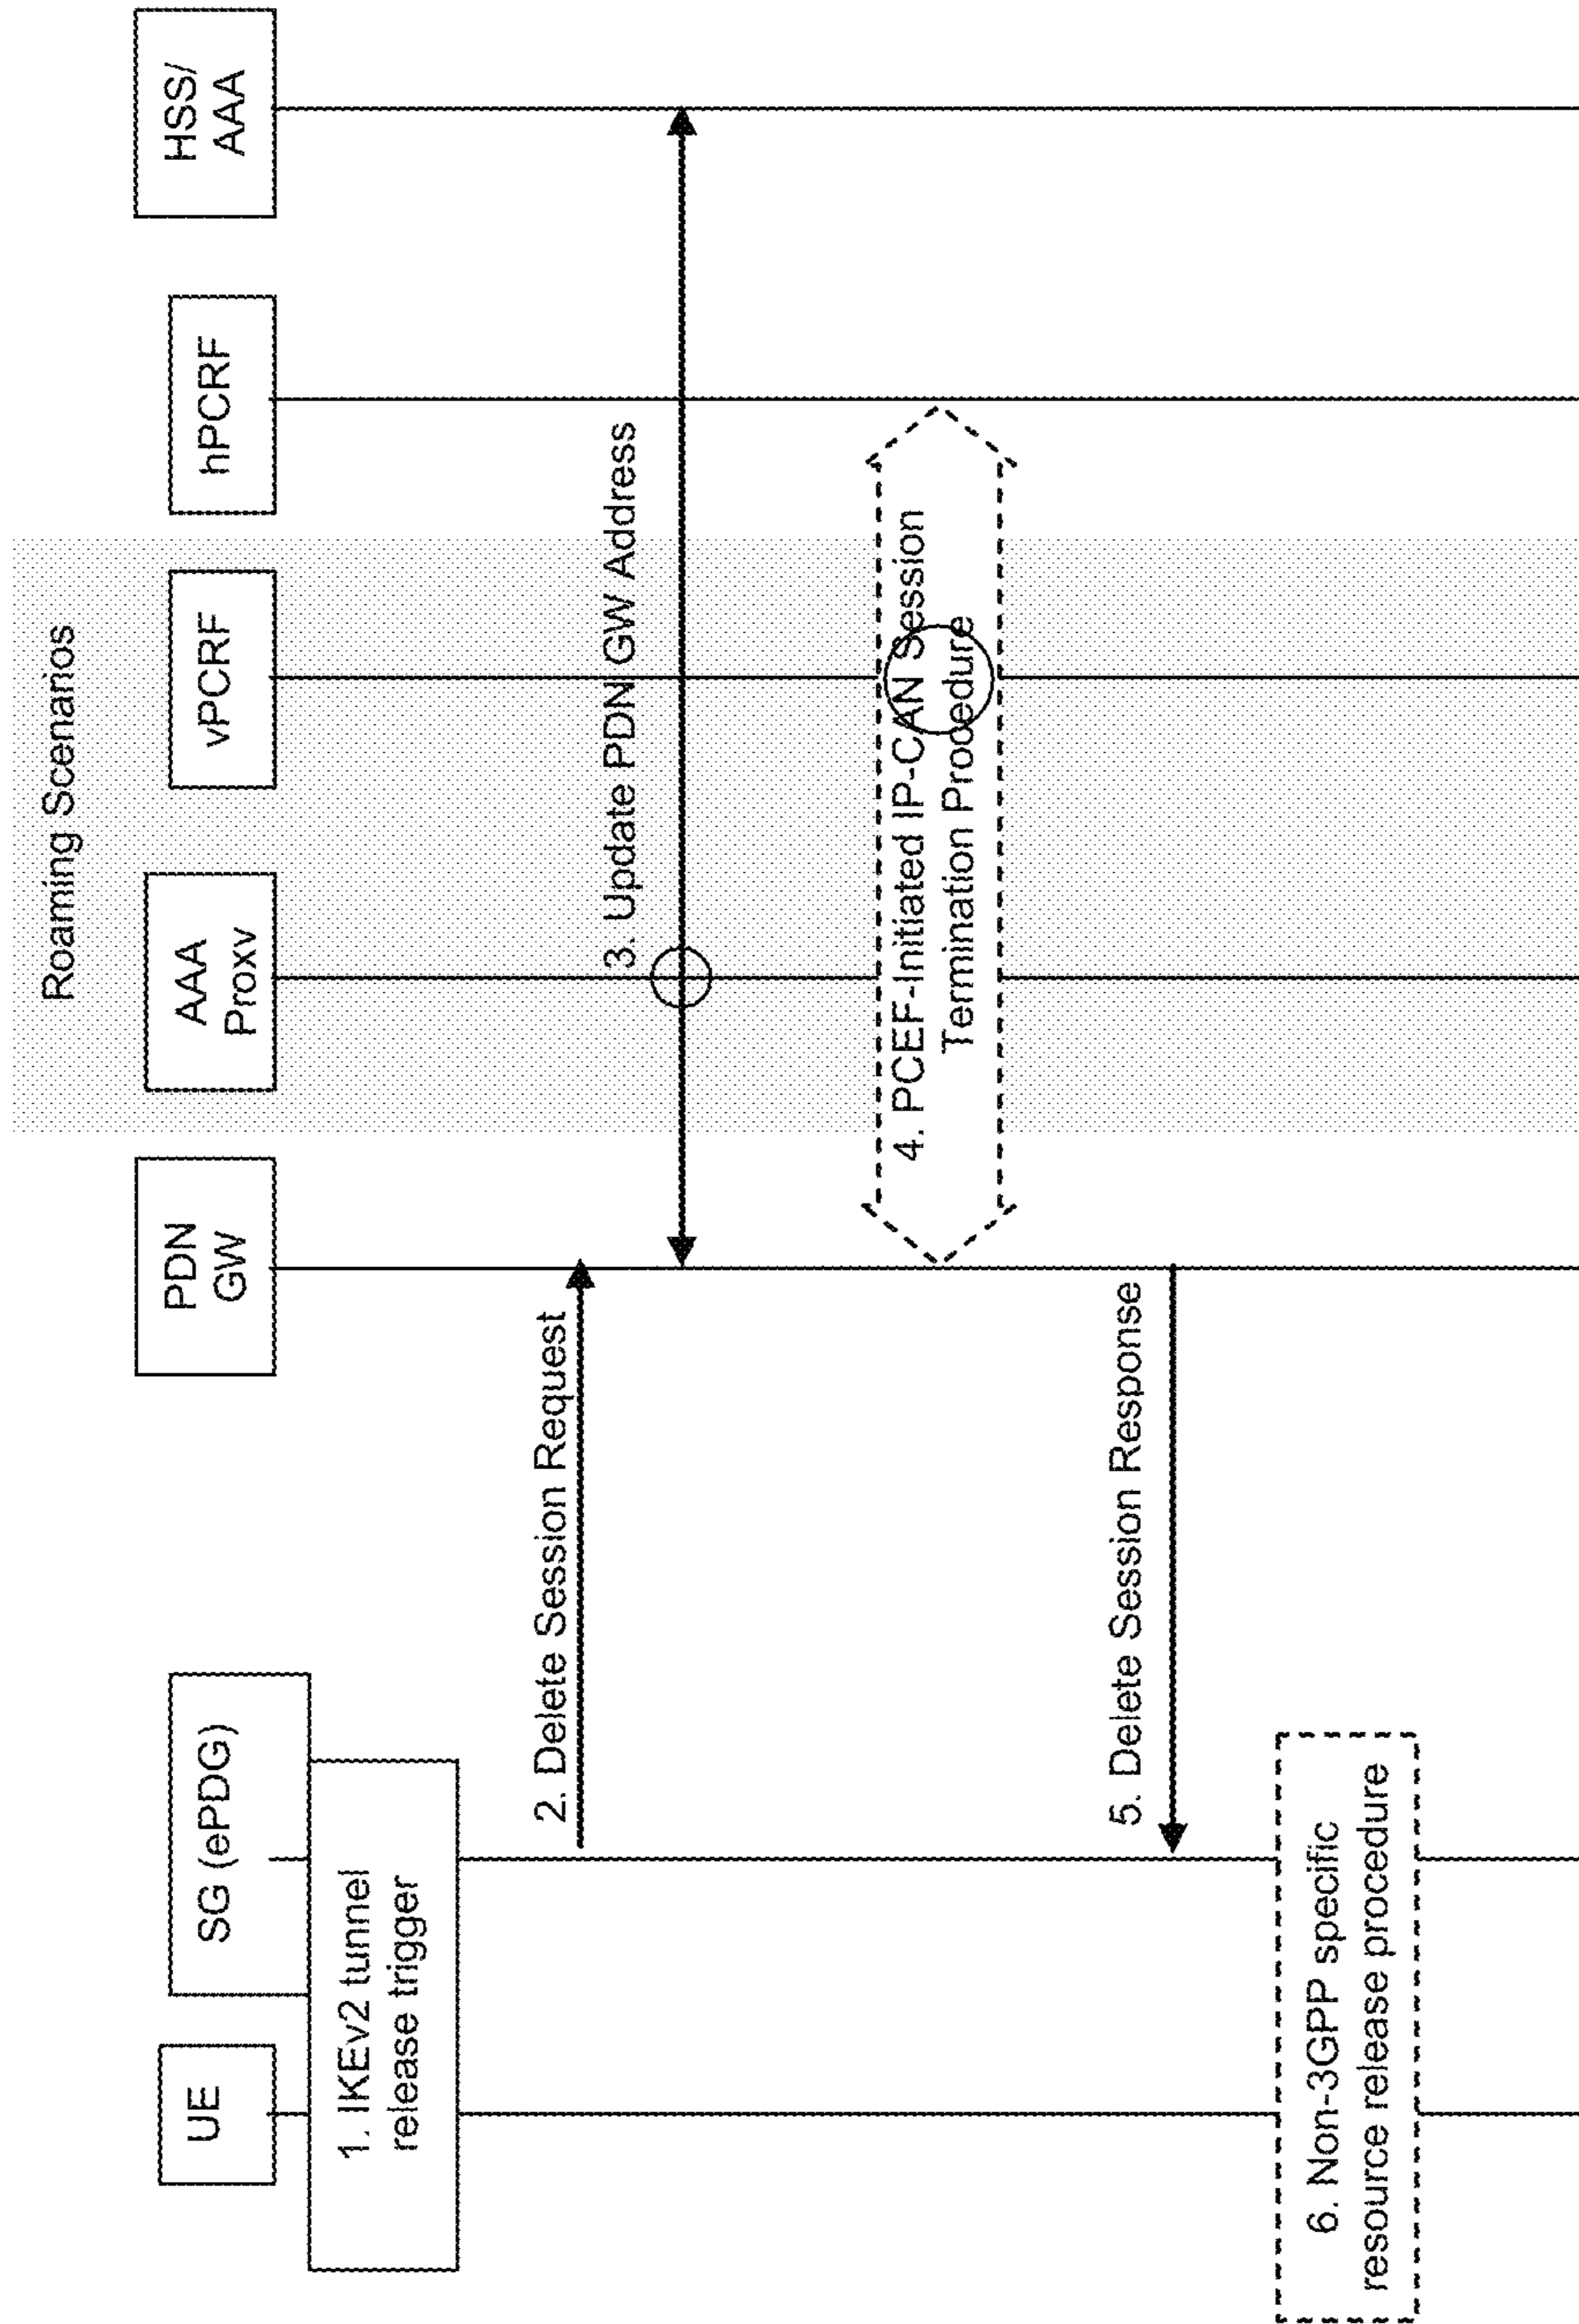 Roaming Scenarios
UE
SG (ePDG)
PDN
GW
AAA
Proxv
vPCRF
hPCRF
HSS/
AAA
1. IKEv2 tunnel
release trigger
2. Delete Session Request
3. Update PDN GW Address
4. PCEF-Initiated IP-CAN Session
Termination Procedure
5. Delete Session Response
6. Non-3GPP specific
resource release procedure